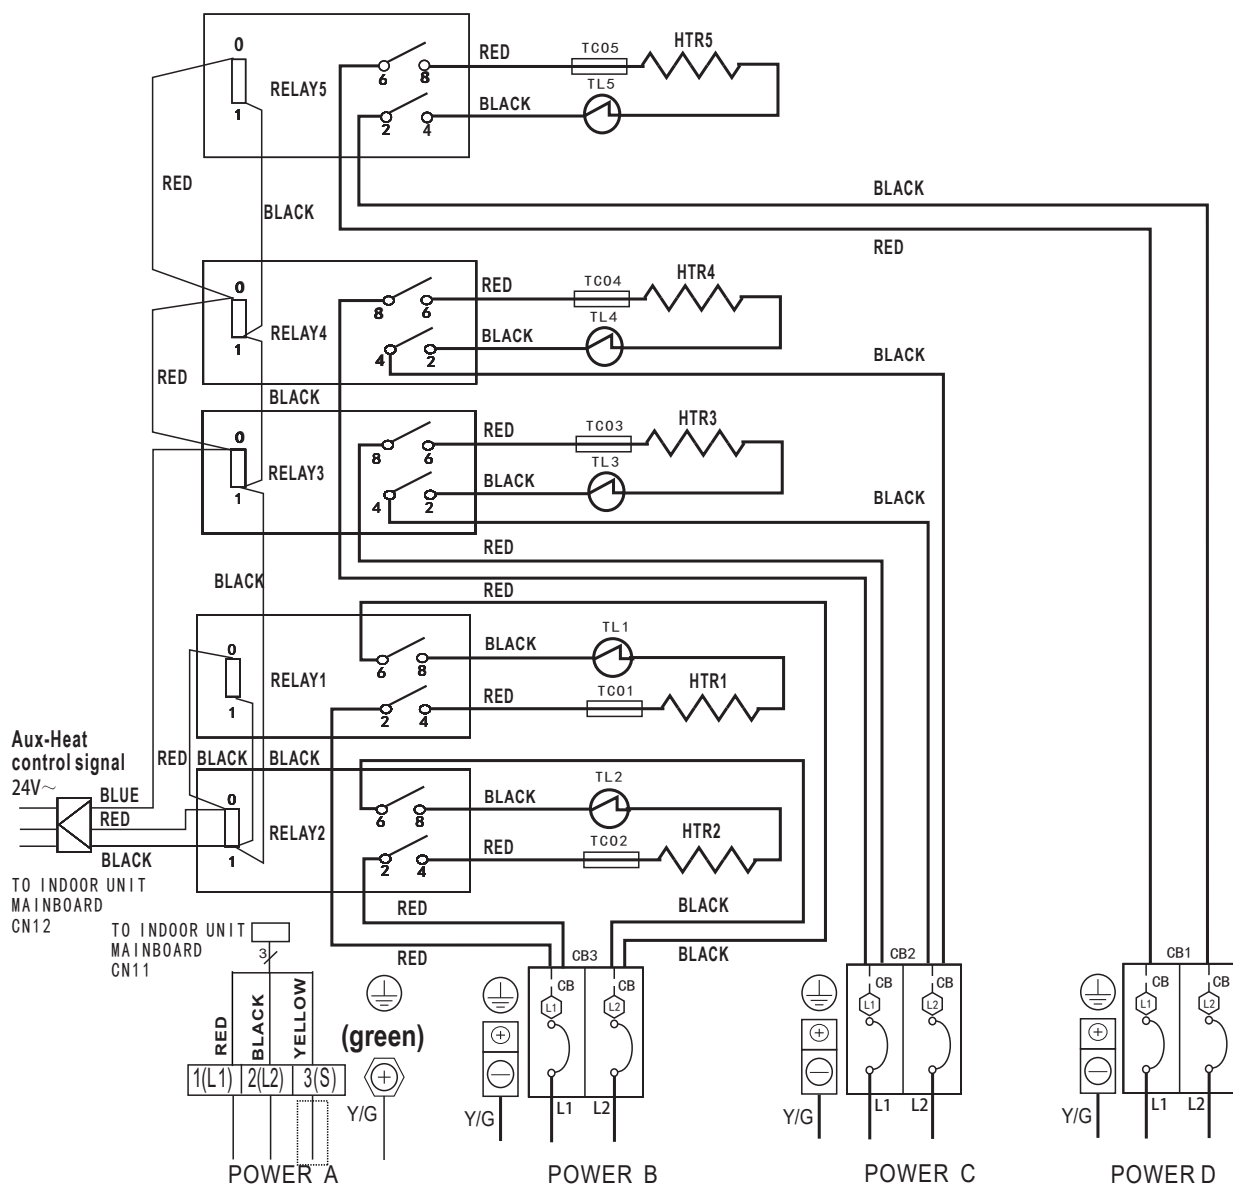 0
1
RELAY5
6
8
2
4
RED
TCO5
HTR5
BLACK
TL5
RED
BLACK
BLACK
RED
0
1
RELAY4
8
6
4
2
RED
TCO4
HTR4
BLACK
TL4
BLACK
RED
BLACK
0
1
RELAY3
8
6
4
2
RED
TCO3
HTR3
BLACK
TL3
BLACK
RED
BLACK
RED
0
1
RELAY1
6
8
2
4
BLACK
TL1
RED
TCO1
HTR1
Aux-Heat
control signal
24V~
RED BLACK BLACK
BLUE
RED
BLACK
0
1
RELAY2
6
8
2
4
BLACK
TL2
RED
TCO2
HTR2
TO INDOOR UNIT
MAINBOARD
CN12
TO INDOOR UNIT
MAINBOARD
CN11
3
RED
BLACK
YELLOW
1(L1) 2(L2) 3(S)
POWER A
(green)
Y/G
RED
RED
BLACK
BLACK
CB3
CB
CB
L1
L2
Y/G
L1 L2
POWER B
CB2
CB
CB
L1
L2
Y/G
L1 L2
POWER C
CB1
CB
CB
L1
L2
Y/G
L1 L2
POWER D